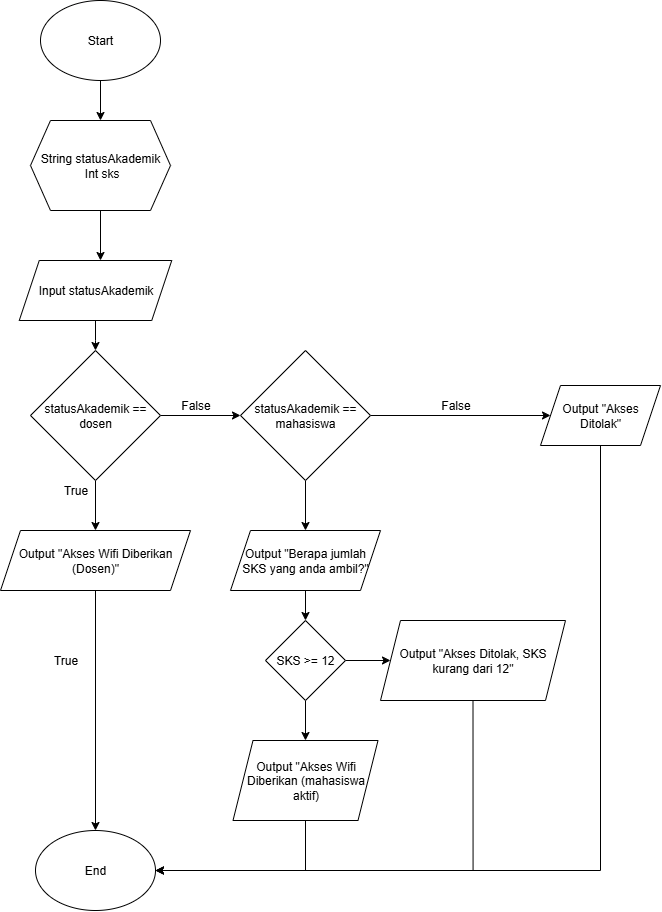 Start
String statusAkademik
Int sks
Input statusAkademik
statusAkademik ==
dosen
False
statusAkademik ==
mahasiswa
False
Output "Akses
Ditolak"
True
Output "Akses Wifi Diberikan
(Dosen)"
Output "Berapa jumlah
SKS yang anda ambil?"
True
SKS >= 12
Output "Akses Ditolak, SKS
kurang dari 12"
Output "Akses Wifi
Diberikan (mahasiswa
aktif)
End